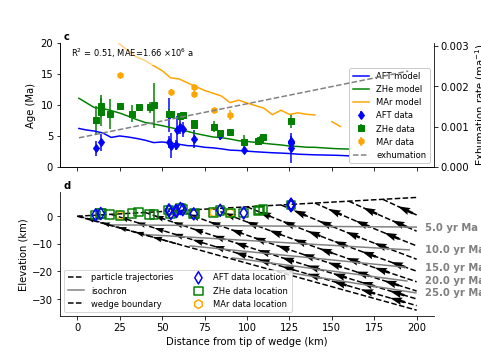 c
R² = 0.51, MAE=1.66 ×10⁶ a
20
15
10
5
0
Age (Ma)
0.003
0.002
0.001
0.000
Exhumation rate (ma⁻¹)
AFT model
ZHe model
MAr model
AFT data
ZHe data
MAr data
exhumation
d
0
−10
−20
−30
Elevation (km)
5.0 yr Ma
10.0 yr Ma
15.0 yr Ma
20.0 yr Ma
25.0 yr Ma
particle trajectories
isochron
wedge boundary
AFT data location
ZHe data location
MAr data location
0 25 50 75 100 125 150 175 200
Distance from tip of wedge (km)